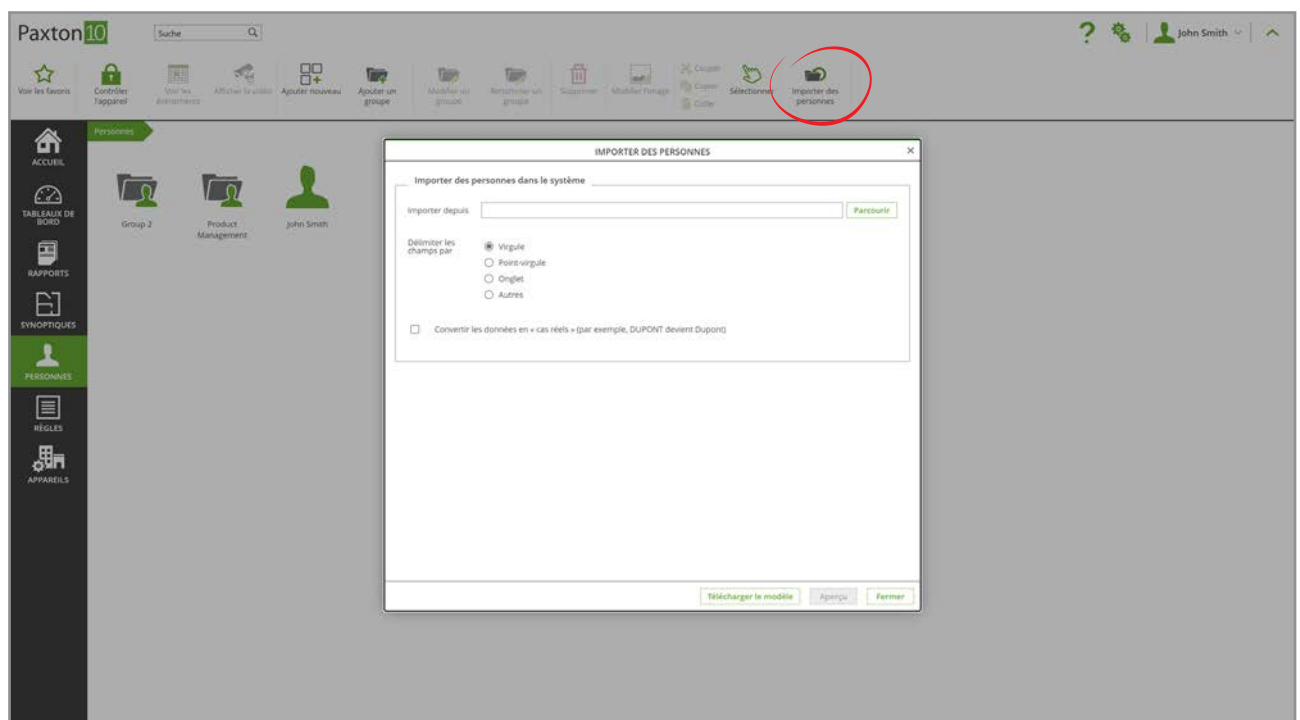 Paxton10
Suche
John Smith
Voir les favoris
Contrôler
l'appareil
Voir les
événements
Afficher la vidéo
Ajouter nouveau
Ajouter un
groupe
Modifier un
groupe
Renommer un
groupe
Supprimer
Modifier l'image
Couper
Copier
Coller
Sélectionner
Importer des
personnes
Personnes
ACCUEIL
TABLEAUX DE
BORD
RAPPORTS
SYNOPTIQUES
PERSONNES
RÈGLES
APPAREILS
Group 2
Product
Management
John Smith
IMPORTER DES PERSONNES
Importer des personnes dans le système
Importer depuis
Parcourir
Délimiter les
champs par
Virgule
Point-virgule
Onglet
Autres
Convertir les données en « cas réels » (par exemple, DUPONT devient Dupont)
Télécharger le modèle
Aperçu
Fermer